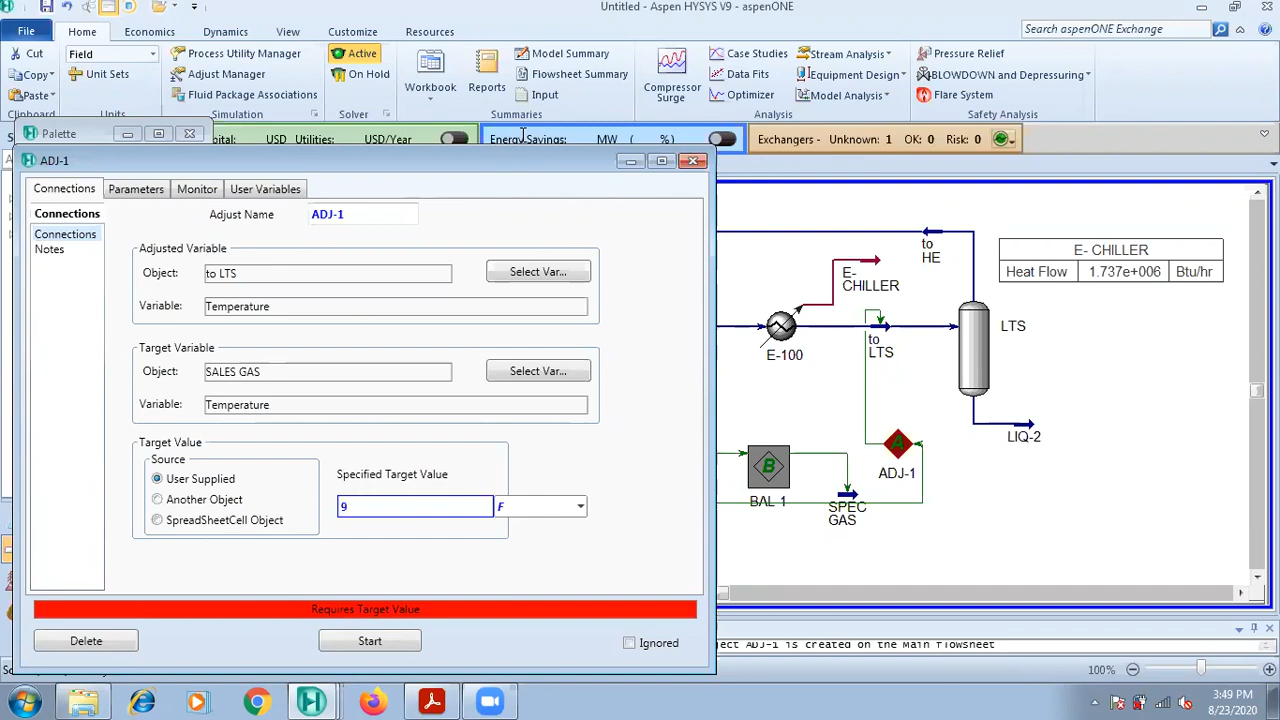 Untitled - Aspen HYSYS V9 - aspenONE
File Home Economics Dynamics View Customize Resources
Search aspenONE Exchange
Cut
Copy
Paste
Clipboard
Field
Unit Sets
Units
Process Utility Manager
Adjust Manager
Fluid Package Associations
Simulation
Active
On Hold
Solver
Workbook
Reports
Model Summary
Flowsheet Summary
Input
Summaries
Compressor
Surge
Case Studies
Data Fits
Optimizer
Stream Analysis
Equipment Design
Model Analysis
Analysis
Pressure Relief
BLOWDOWN and Depressuring
Flare System
Safety Analysis
Palette
USD Utilities: USD/Year
Energy Savings: MW ( %)
Exchangers - Unknown: 1 OK: 0 Risk: 0
ADJ-1
Connections Parameters Monitor User Variables
Connections
Connections
Notes
Adjust Name ADJ-1
Adjusted Variable
Object: to LTS Select Var...
Variable: Temperature
Target Variable
Object: SALES GAS Select Var...
Variable: Temperature
Target Value
Source
User Supplied
Another Object
SpreadSheetCell Object
Specified Target Value
9 F
Requires Target Value
Delete Start Ignored
to
HE
E-
CHILLER
E- CHILLER
Heat Flow 1.737e+006 Btu/hr
E-100
to
LTS
LTS
LIQ-2
A
ADJ-1
B
BAL 1
SPEC
GAS
ject ADJ-1 is created on the Main flowsheet
100%
3:49 PM
8/23/2020